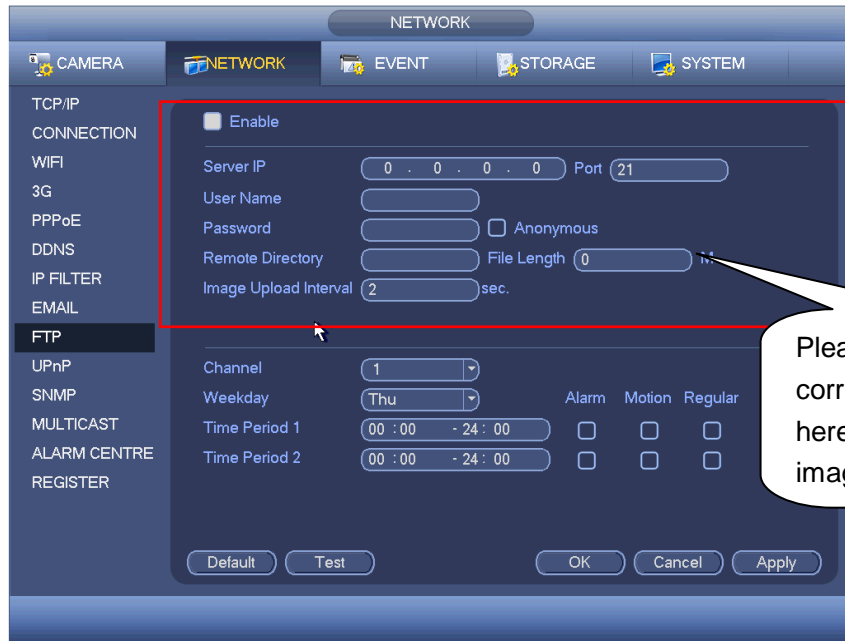 NETWORK
CAMERA NETWORK EVENT STORAGE SYSTEM
TCP/IP
CONNECTION
WIFI
3G
PPPoE
DDNS
IP FILTER
EMAIL
FTP
UPnP
SNMP
MULTICAST
ALARM CENTRE
REGISTER
Enable
Server IP 0 . 0 . 0 . 0 Port 21
User Name
Password Anonymous
Remote Directory File Length 0 M
Image Upload Interval 2 sec.
Channel 1
Weekday Thu Alarm Motion Regular
Time Period 1 00 : 00 - 24 : 00
Time Period 2 00 : 00 - 24 : 00
Default Test OK Cancel Apply
here